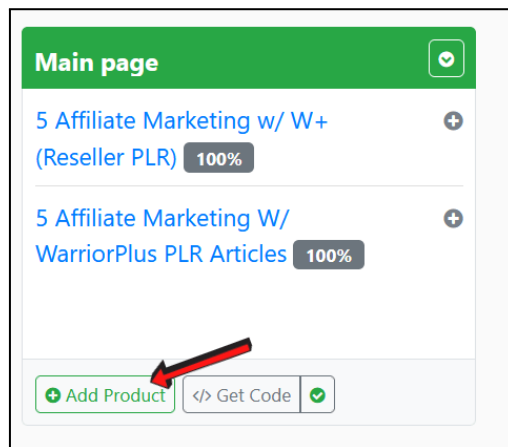 Main page
5 Affiliate Marketing w/ W+
(Reseller PLR) 100%
5 Affiliate Marketing W/
WarriorPlus PLR Articles 100%
Add Product </> Get Code